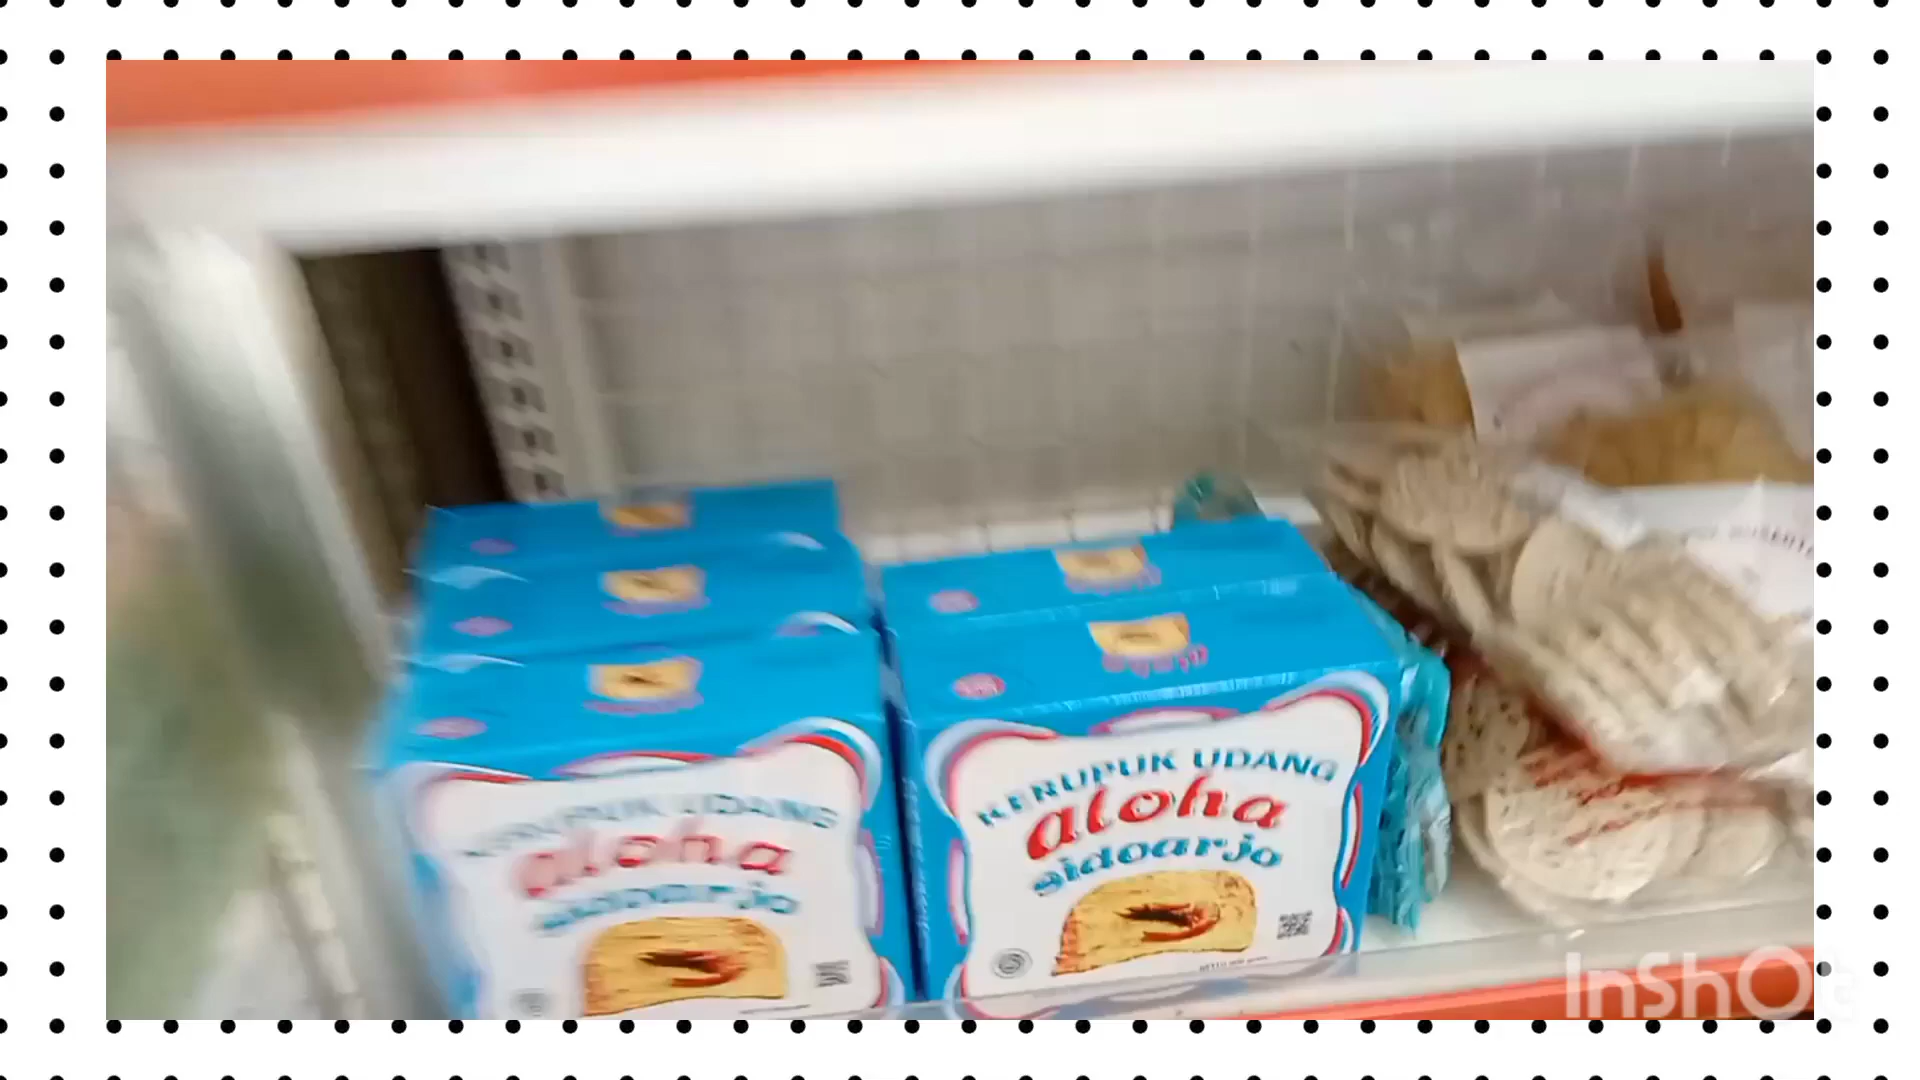 KERUPUK UDANG
aloha
sidoarjo
KERUPUK UDANG
aloha
sidoarjo
InShOt